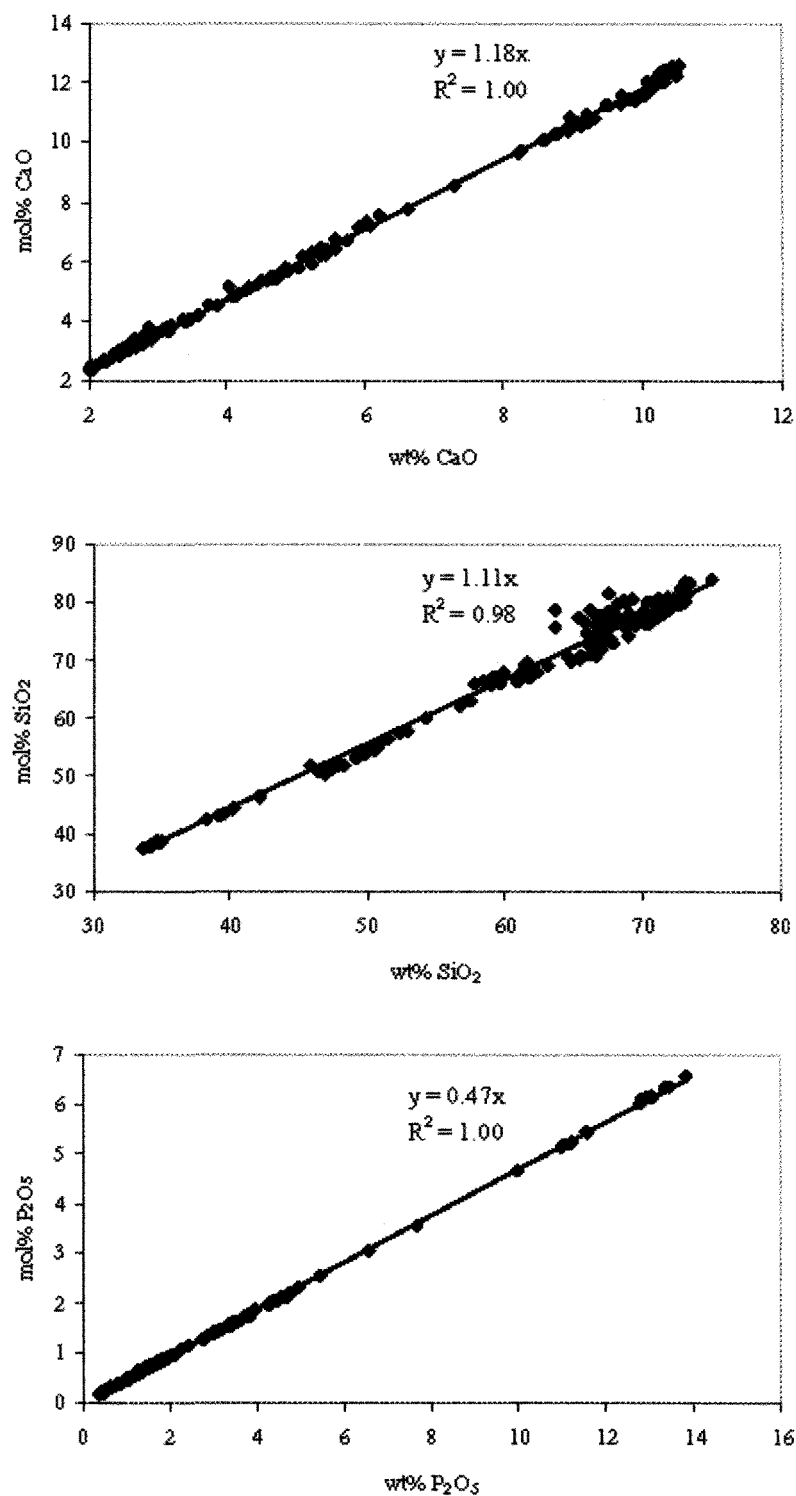 14
12
10
8
6
4
2
mol% CaO
y = 1.18x
R² = 1.00
2 4 6 8 10 12
wt% CaO
90
80
70
60
50
40
30
mol% SiO₂
y = 1.11x
R² = 0.98
30 40 50 60 70 80
wt% SiO₂
7
6
5
4
3
2
1
0
mol% P₂O₅
y = 0.47x
R² = 1.00
0 2 4 6 8 10 12 14 16
wt% P₂O₅